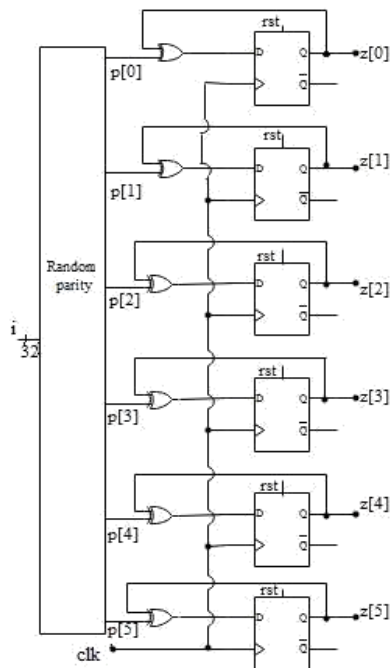 rst
D Q z[0]
p[0] Q
rst
D Q z[1]
p[1] Q
rst
Random
parity
D Q z[2]
p[2] Q
i
32
rst
D Q z[3]
p[3] Q
rst
D Q z[4]
p[4] Q
rst
D Q z[5]
p[5]
clk Q